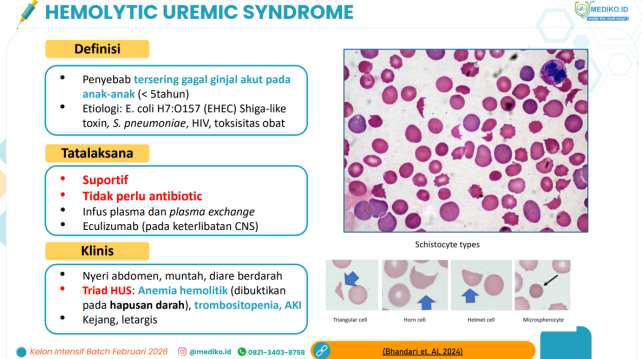 HEMOLYTIC UREMIC SYNDROME
MEDIKO.ID
Definisi
• Penyebab tersering gagal ginjal akut pada
anak-anak (< 5tahun)
• Etiologi: E. coli H7:O157 (EHEC) Shiga-like
toxin, S. pneumoniae, HIV, toksisitas obat
Tatalaksana
• Suportif
• Tidak perlu antibiotic
• Infus plasma dan plasma exchange
• Eculizumab (pada keterlibatan CNS)
Klinis
• Nyeri abdomen, muntah, diare berdarah
• Triad HUS: Anemia hemolitik (dibuktikan
pada hapusan darah), trombositopenia, AKI
• Kejang, letargis
Schistocyte types
Triangular cell
Horn cell
Helmet cell
Microspherocyte
Kelon Intensif Batch Februari 2026
@mediko.id
0821-3403-8758
(Bhandari et. AL, 2024)